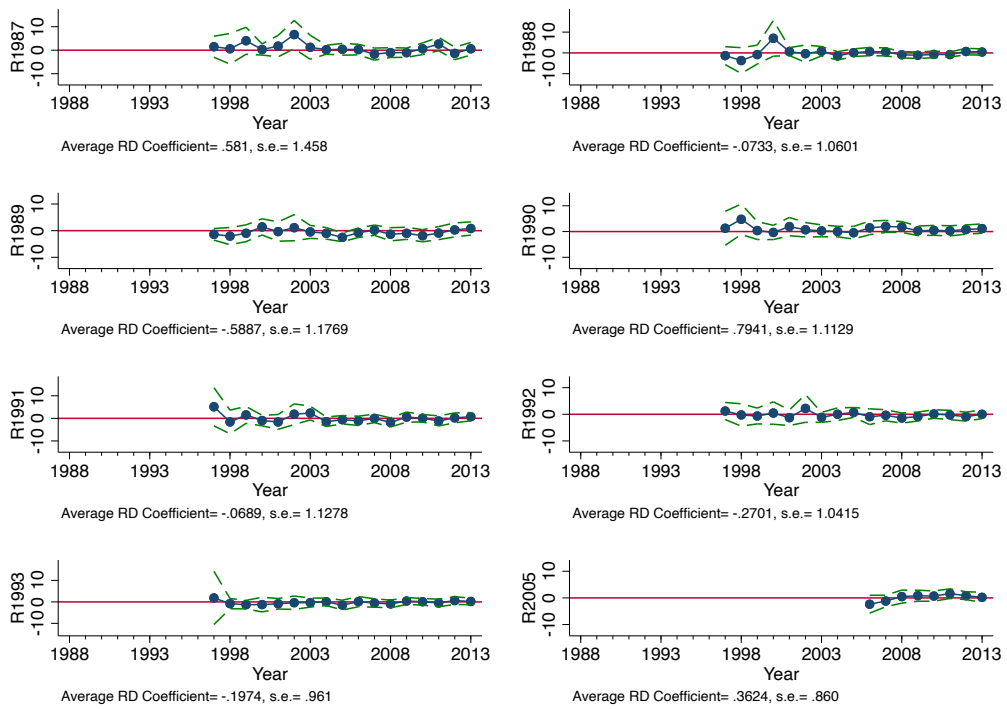 R1987
-10 0 10
1988 1993 1998 2003 2008 2013
Year
Average RD Coefficient= .581, s.e.= 1.458
R1988
-10 0 10
1988 1993 1998 2003 2008 2013
Year
Average RD Coefficient= -.0733, s.e.= 1.0601
R1989
-10 0 10
1988 1993 1998 2003 2008 2013
Year
Average RD Coefficient= -.5887, s.e.= 1.1769
R1990
-10 0 10
1988 1993 1998 2003 2008 2013
Year
Average RD Coefficient= .7941, s.e.= 1.1129
R1991
-10 0 10
1988 1993 1998 2003 2008 2013
Year
Average RD Coefficient= -.0689, s.e.= 1.1278
R1992
-10 0 10
1988 1993 1998 2003 2008 2013
Year
Average RD Coefficient= -.2701, s.e.= 1.0415
R1993
-10 0 10
1988 1993 1998 2003 2008 2013
Year
Average RD Coefficient= -.1974, s.e.= .961
R2005
-10 0 10
1988 1993 1998 2003 2008 2013
Year
Average RD Coefficient= .3624, s.e.= .860